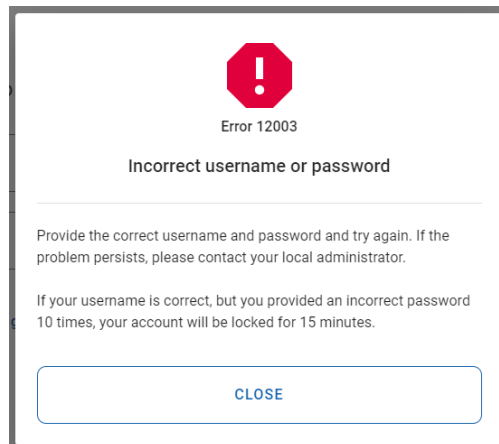 Error 12003
Incorrect username or password
Provide the correct username and password and try again. If the
problem persists, please contact your local administrator.
If your username is correct, but you provided an incorrect password
10 times, your account will be locked for 15 minutes.
CLOSE